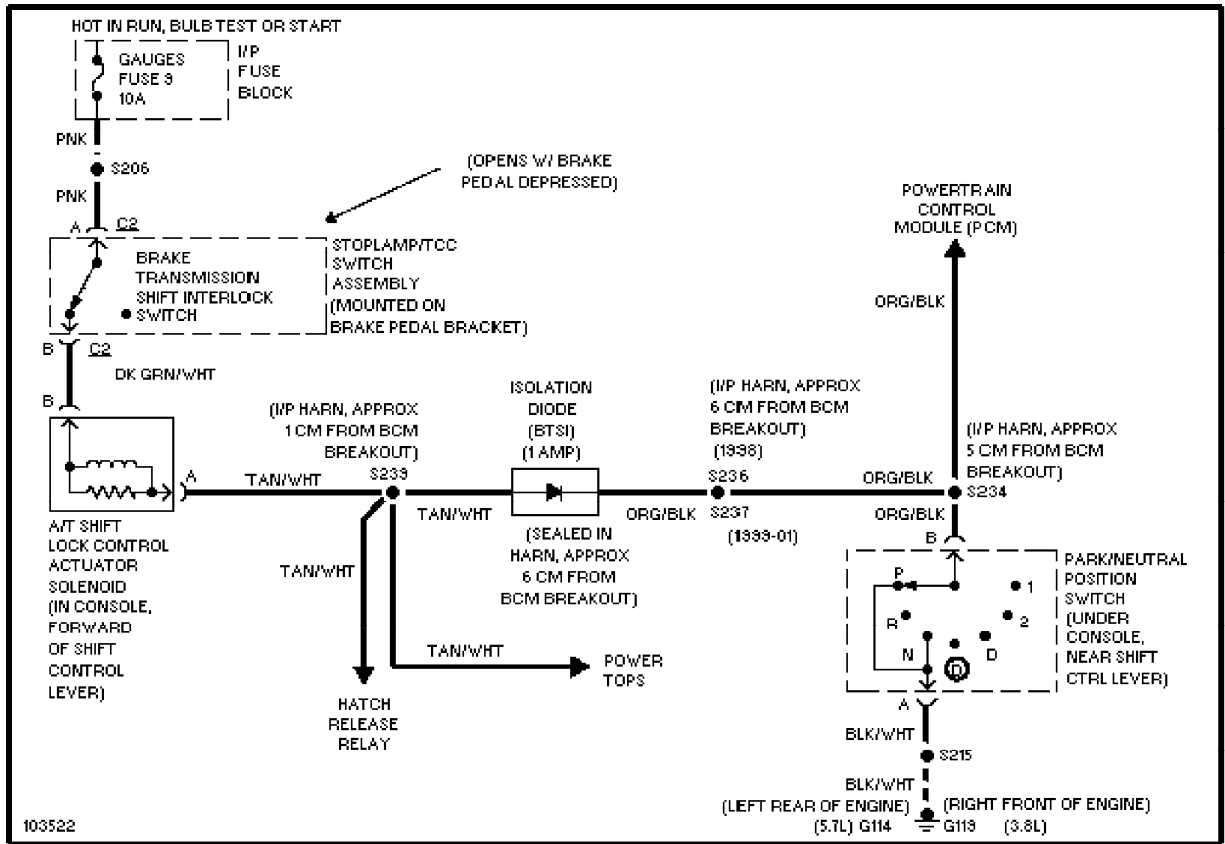 HOT IN RUN, BULB TEST OR START
GAUGES
FUSE 9
10A
I/P
FUSE
BLOCK
PNK
S206
PNK
A
C2
(OPENS W/ BRAKE
PEDAL DEPRESSED)
BRAKE
TRANSMISSION
SHIFT INTERLOCK
SWITCH
STOPLAMP/TCC
SWITCH
ASSEMBLY
(MOUNTED ON
BRAKE PEDAL BRACKET)
B
C2
DK GRN/WHT
B
A
A/T SHIFT
LOCK CONTROL
ACTUATOR
SOLENOID
(IN CONSOLE,
FORWARD
OF SHIFT
CONTROL
LEVER)
TAN/WHT
(I/P HARN, APPROX
1 CM FROM BCM
BREAKOUT)
S239
TAN/WHT
TAN/WHT
HATCH
RELEASE
RELAY
TAN/WHT
POWER
TOPS
ISOLATION
DIODE
(BTSI)
(1 AMP)
(SEALED IN
HARN, APPROX
6 CM FROM
BCM BREAKOUT)
ORG/BLK
(I/P HARN, APPROX
6 CM FROM BCM
BREAKOUT)
(1998)
S236
S237
(1999-01)
POWERTRAIN
CONTROL
MODULE (PCM)
ORG/BLK
(I/P HARN, APPROX
5 CM FROM BCM
BREAKOUT)
ORG/BLK
S234
ORG/BLK
B
P
R
N
D
D
2
1
PARK/NEUTRAL
POSITION
SWITCH
(UNDER
CONSOLE,
NEAR SHIFT
CTRL LEVER)
A
BLK/WHT
S215
BLK/WHT
(LEFT REAR OF ENGINE)
(5.7L) G114
(RIGHT FRONT OF ENGINE)
G119 (3.8L)
103522